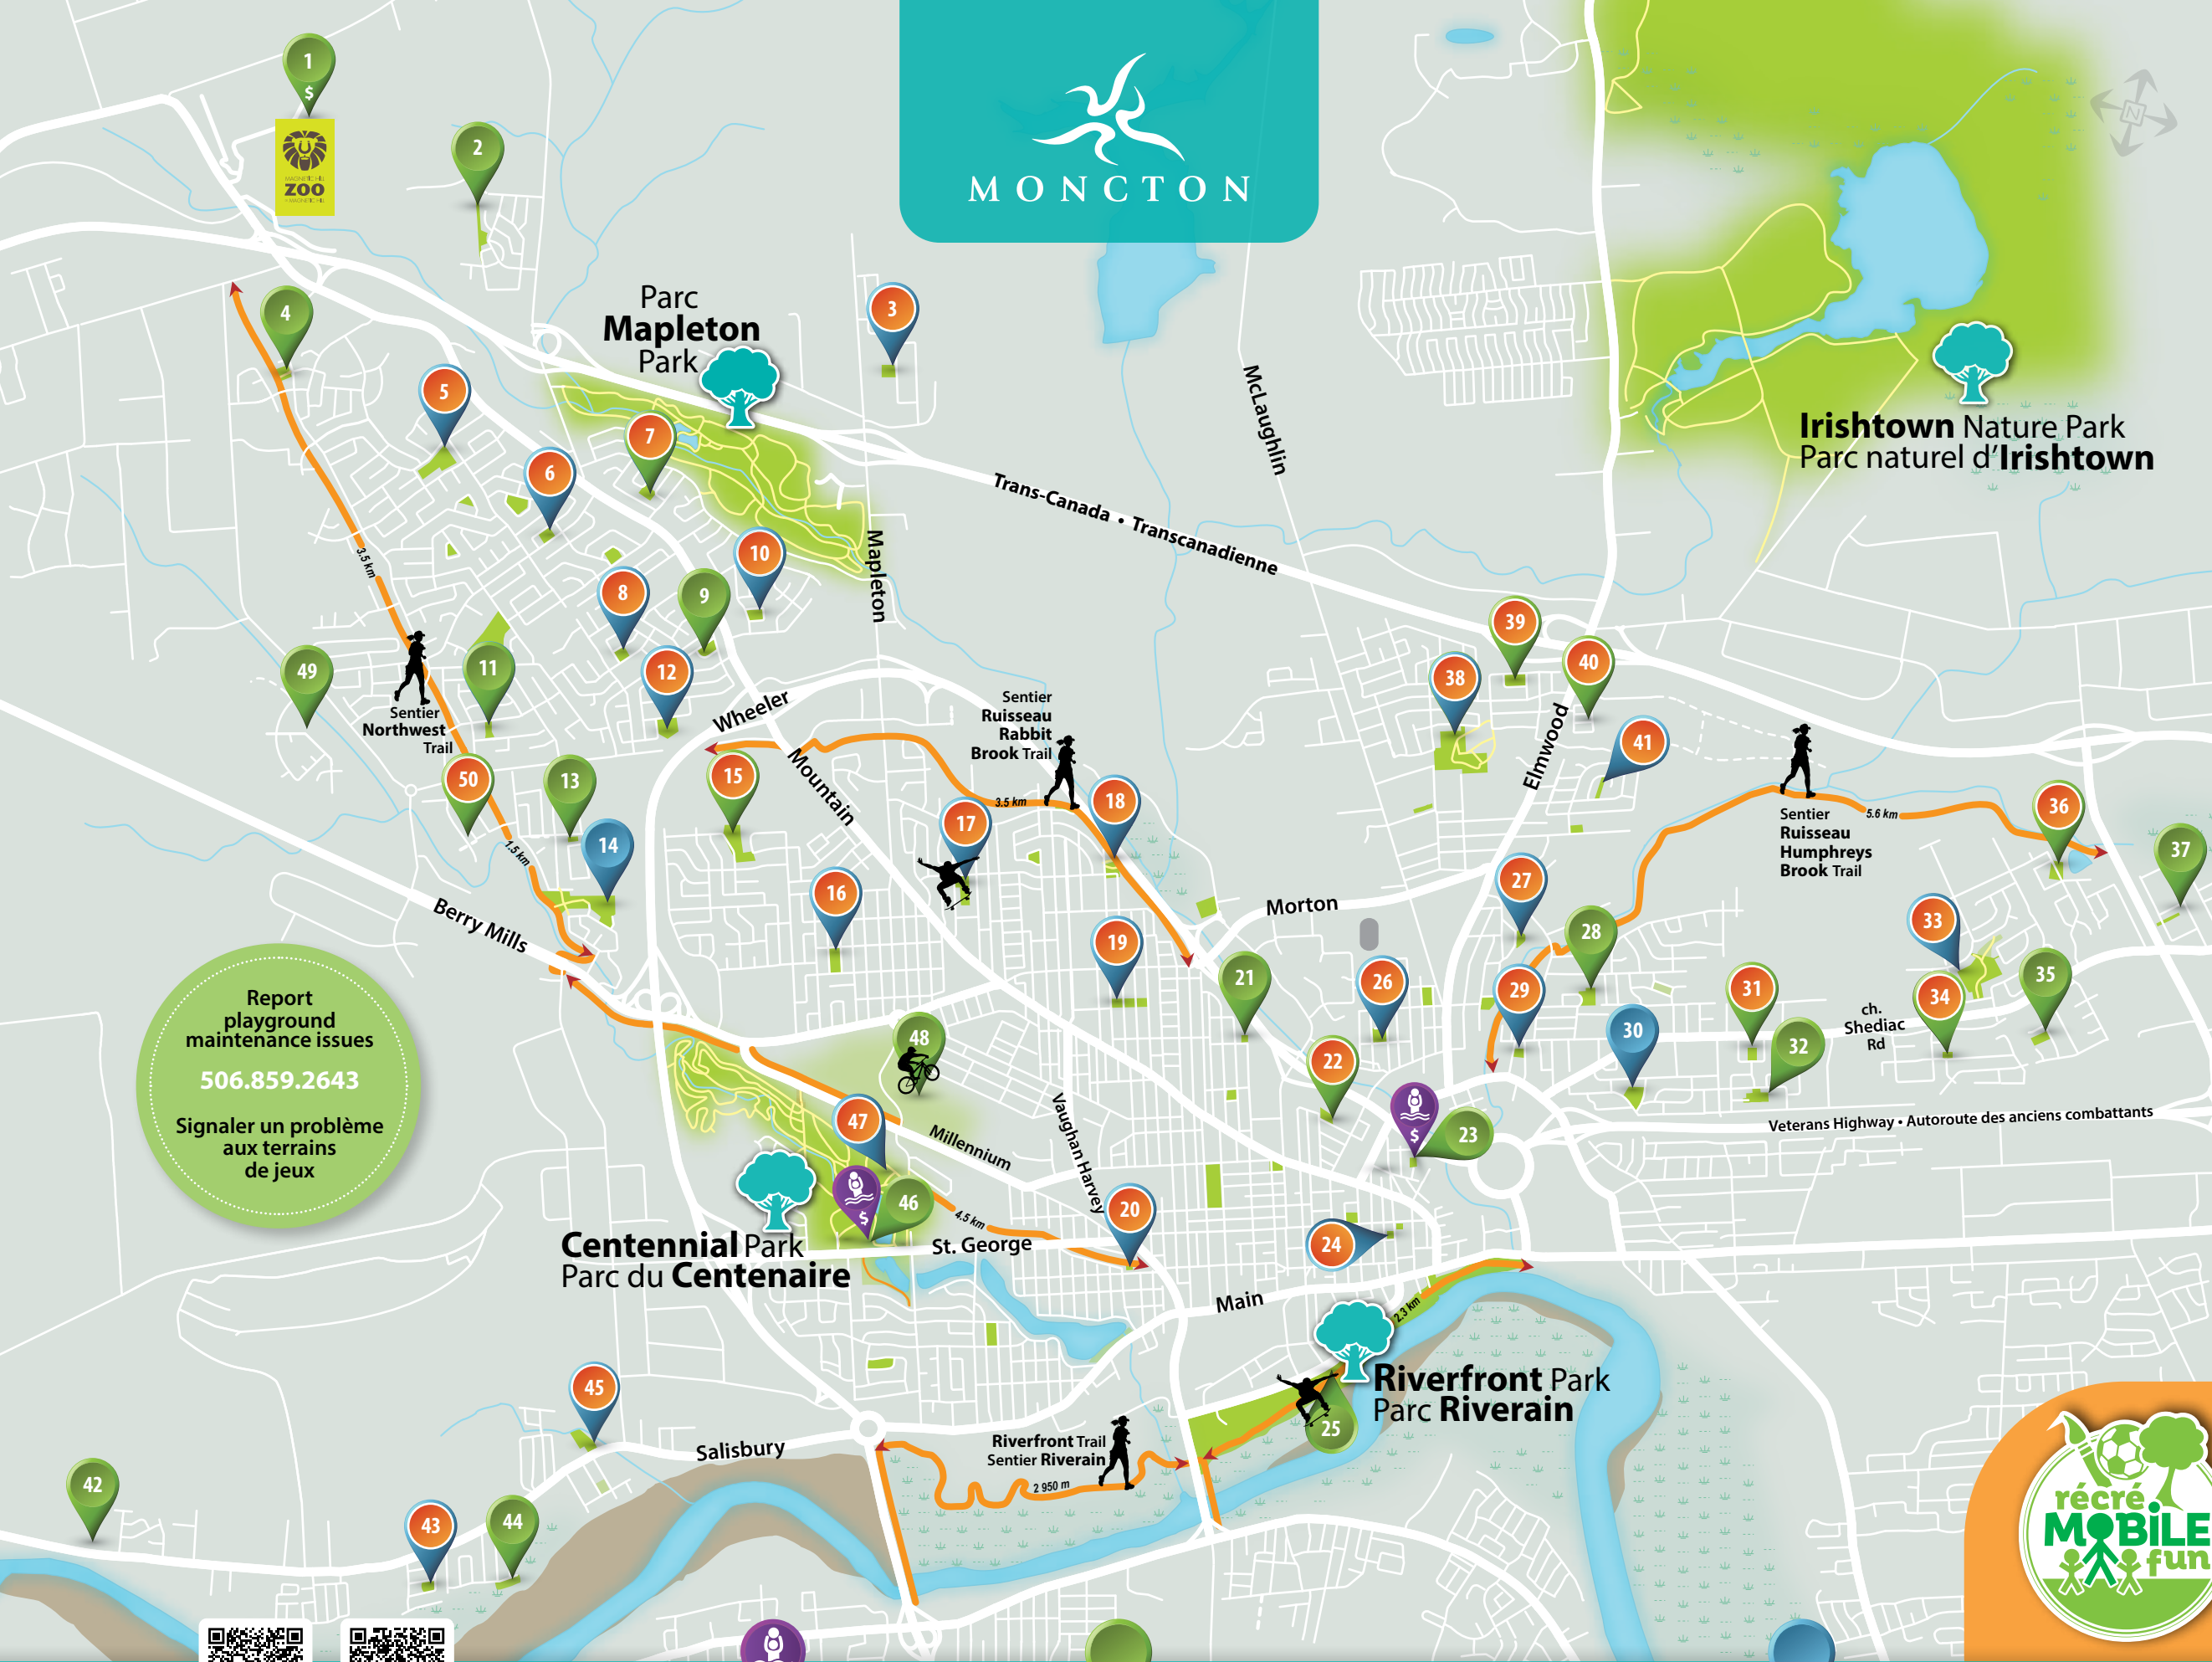 MONCTON
1
$
MAGNETIC HILL
ZOO
2
3
Parc
Mapleton
Park
4
5
6
7
8
9
10
11
12
13
14
15
16
17
18
19
20
21
22
23
$
24
25
26
27
28
29
30
31
32
33
34
35
36
37
38
39
40
41
42
43
44
45
46
$
47
48
49
50
N
McLaughlin
Irishtown Nature Park
Parc naturel d'Irishtown
Trans-Canada • Transcanadienne
Mapleton
3.5 km
Sentier
Northwest
Trail
1.5 km
Wheeler
Mountain
Sentier
Ruisseau
Rabbit
Brook Trail
3.5 km
Elmwood
Sentier
Ruisseau
Humphreys
Brook Trail
5.6 km
Morton
Berry Mills
ch.
Shediac
Rd
Veterans Highway • Autoroute des anciens combattants
Report
playground
maintenance issues
506.859.2643
Signaler un problème
aux terrains
de jeux
Millennium
Vaughan Harvey
Centennial Park
Parc du Centenaire
4.5 km
St. George
Main
2.3 km
Riverfront Park
Parc Riverain
Salisbury
Riverfront Trail
Sentier Riverain
2 950 m
récré
MOBiLE
fun